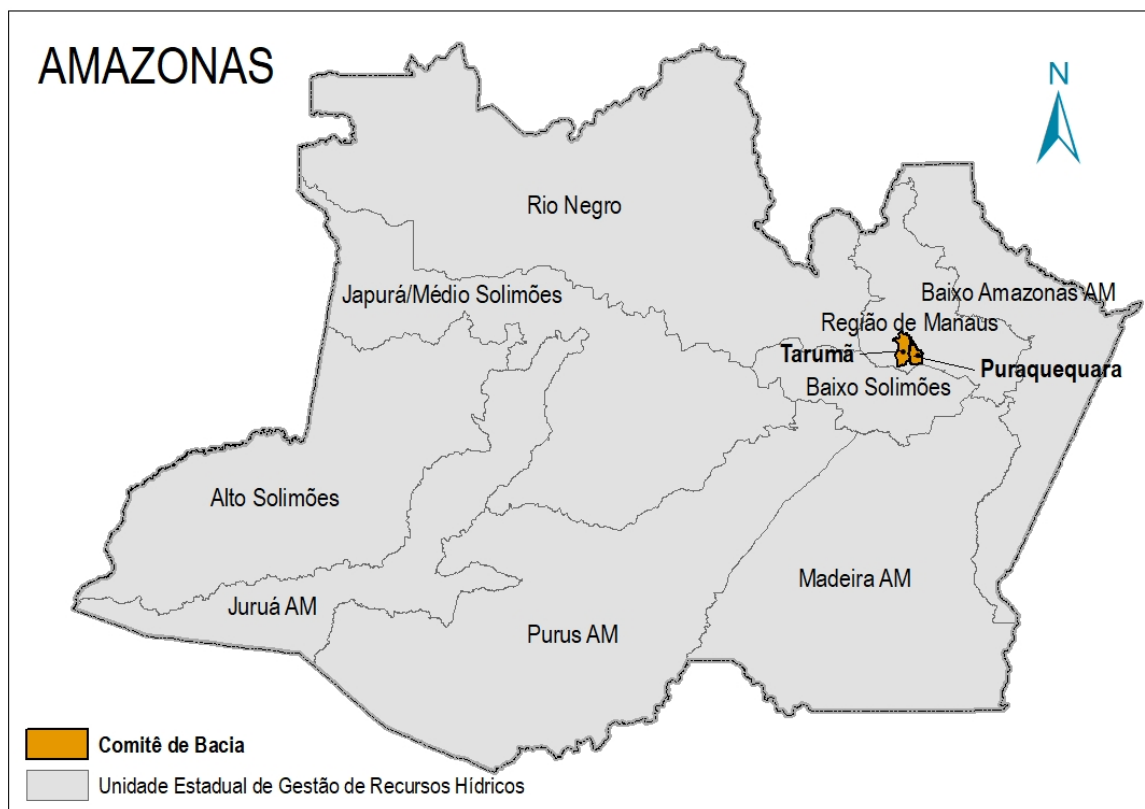 AMAZONAS
N
Rio Negro
Japurá/Médio Solimões
Baixo Amazonas AM
Região de Manaus
Tarumã
Puraquequara
Baixo Solimões
Alto Solimões
Madeira AM
Juruá AM
Purus AM
Comitê de Bacia
Unidade Estadual de Gestão de Recursos Hídricos